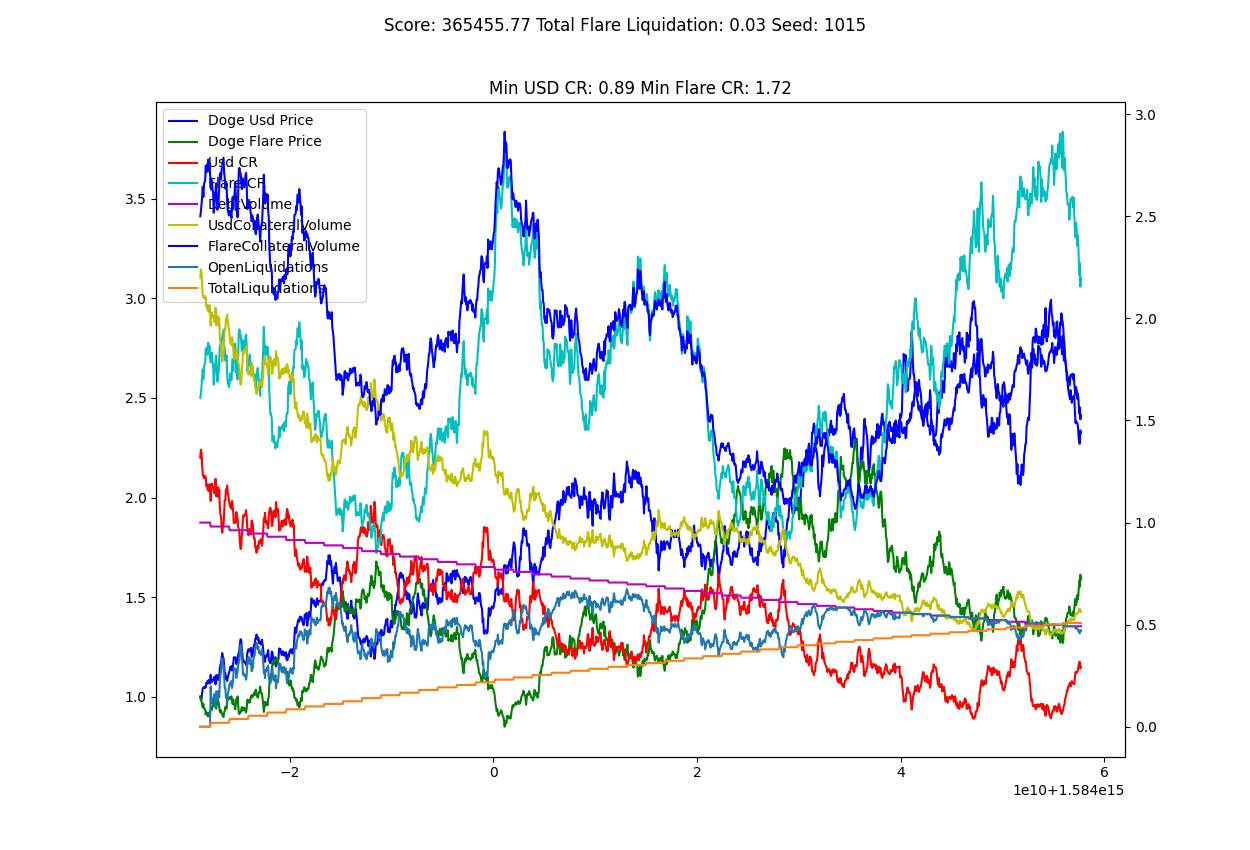 Score: 365455.77 Total Flare Liquidation: 0.03 Seed: 1015
Min USD CR: 0.89 Min Flare CR: 1.72
Doge Usd Price
Doge Flare Price
Usd CR
Flare CR
DebtVolume
UsdCollateralVolume
FlareCollateralVolume
OpenLiquidations
TotalLiquidations
3.5
3.0
2.5
2.0
1.5
1.0
3.0
2.5
2.0
1.5
1.0
0.5
0.0
−2
0
2
4
6
1e10+1.584e15